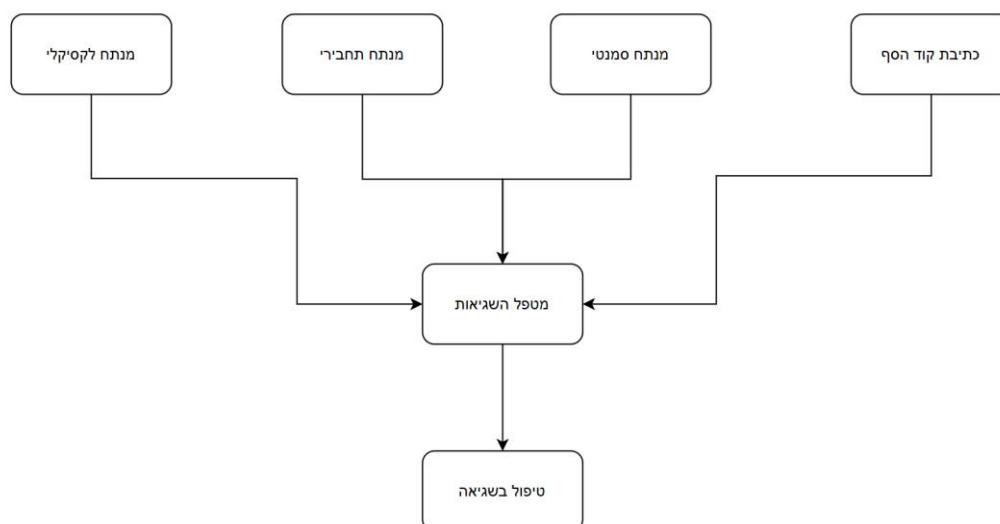 כתיבת קוד הסף
מנתח סמנטי
מנתח תחבירי
מנתח לקסיקלי
מטפל השגיאות
טיפול בשגיאה